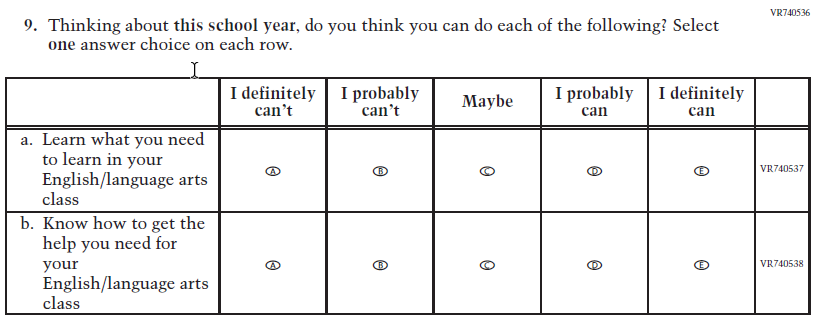 VR740536
9. Thinking about this school year, do you think you can do each of the following? Select
one answer choice on each row.
I definitely can't I probably can't Maybe I probably can I definitely can
a. Learn what you need
to learn in your
English/language arts
class
A B C D E VR740537
b. Know how to get the
help you need for
your
English/language arts
class
A B C D E VR740538